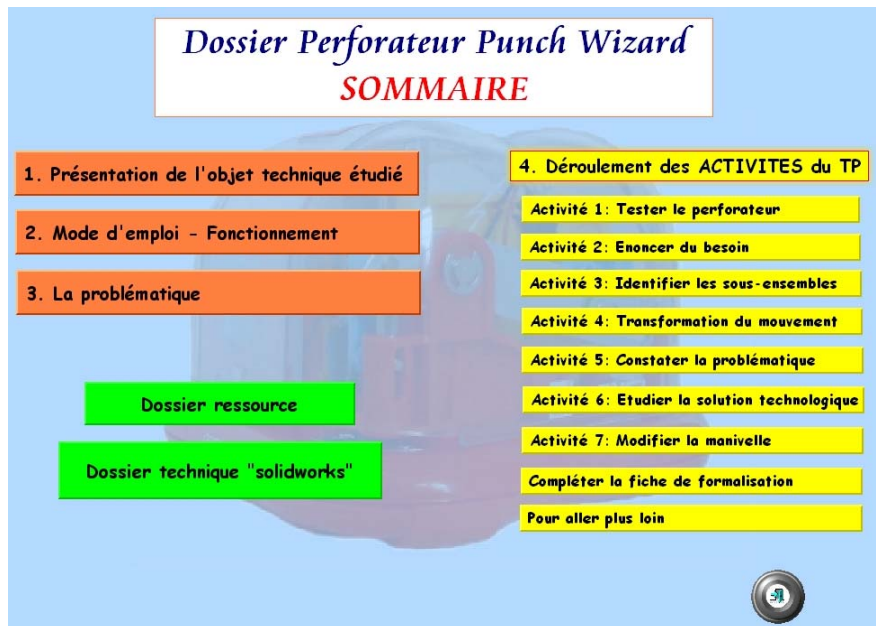 Dossier Perforateur Punch Wizard
SOMMAIRE
1. Présentation de l'objet technique étudié
2. Mode d'emploi - Fonctionnement
3. La problématique
Dossier ressource
Dossier technique "solidworks"
4. Déroulement des ACTIVITES du TP
Activité 1: Tester le perforateur
Activité 2: Enoncer du besoin
Activité 3: Identifier les sous-ensembles
Activité 4: Transformation du mouvement
Activité 5: Constater la problématique
Activité 6: Etudier la solution technologique
Activité 7: Modifier la manivelle
Compléter la fiche de formalisation
Pour aller plus loin